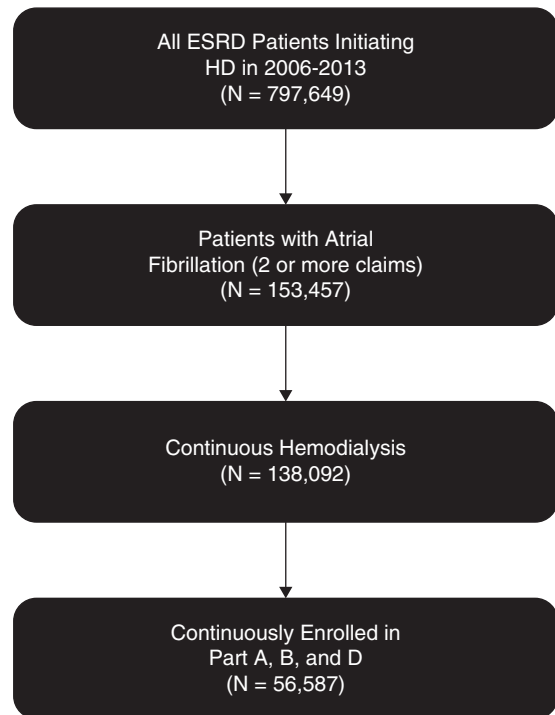 All ESRD Patients Initiating
HD in 2006-2013
(N = 797,649)
Patients with Atrial
Fibrillation (2 or more claims)
(N = 153,457)
Continuous Hemodialysis
(N = 138,092)
Continuously Enrolled in
Part A, B, and D
(N = 56,587)